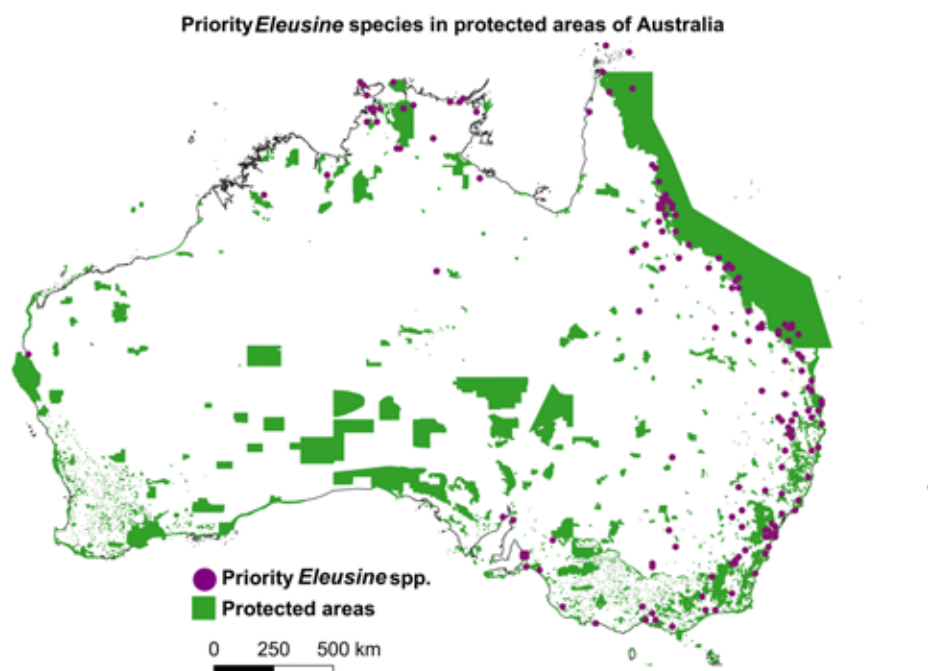 Priority Eleusine species in protected areas of Australia
Priority Eleusine spp.
Protected areas
0 250 500 km